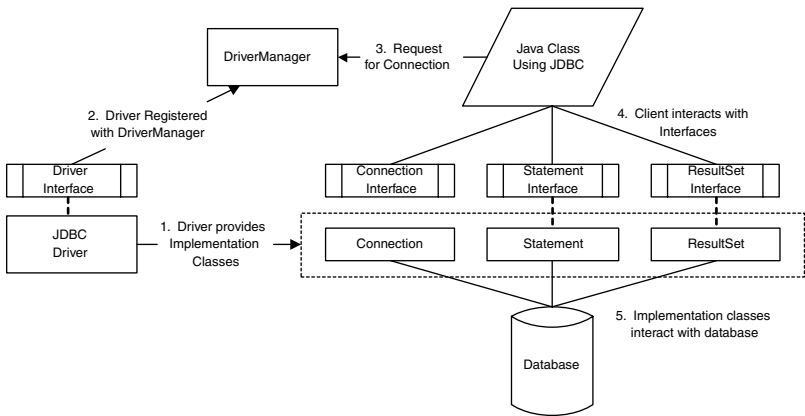 DriverManager
3. Request
for Connection
Java Class
Using JDBC
2. Driver Registered
with DriverManager
4. Client interacts with
Interfaces
Driver
Interface
Connection
Interface
Statement
Interface
ResultSet
Interface
JDBC
Driver
1. Driver provides
Implementation
Classes
Connection
Statement
ResultSet
5. Implementation classes
interact with database
Database